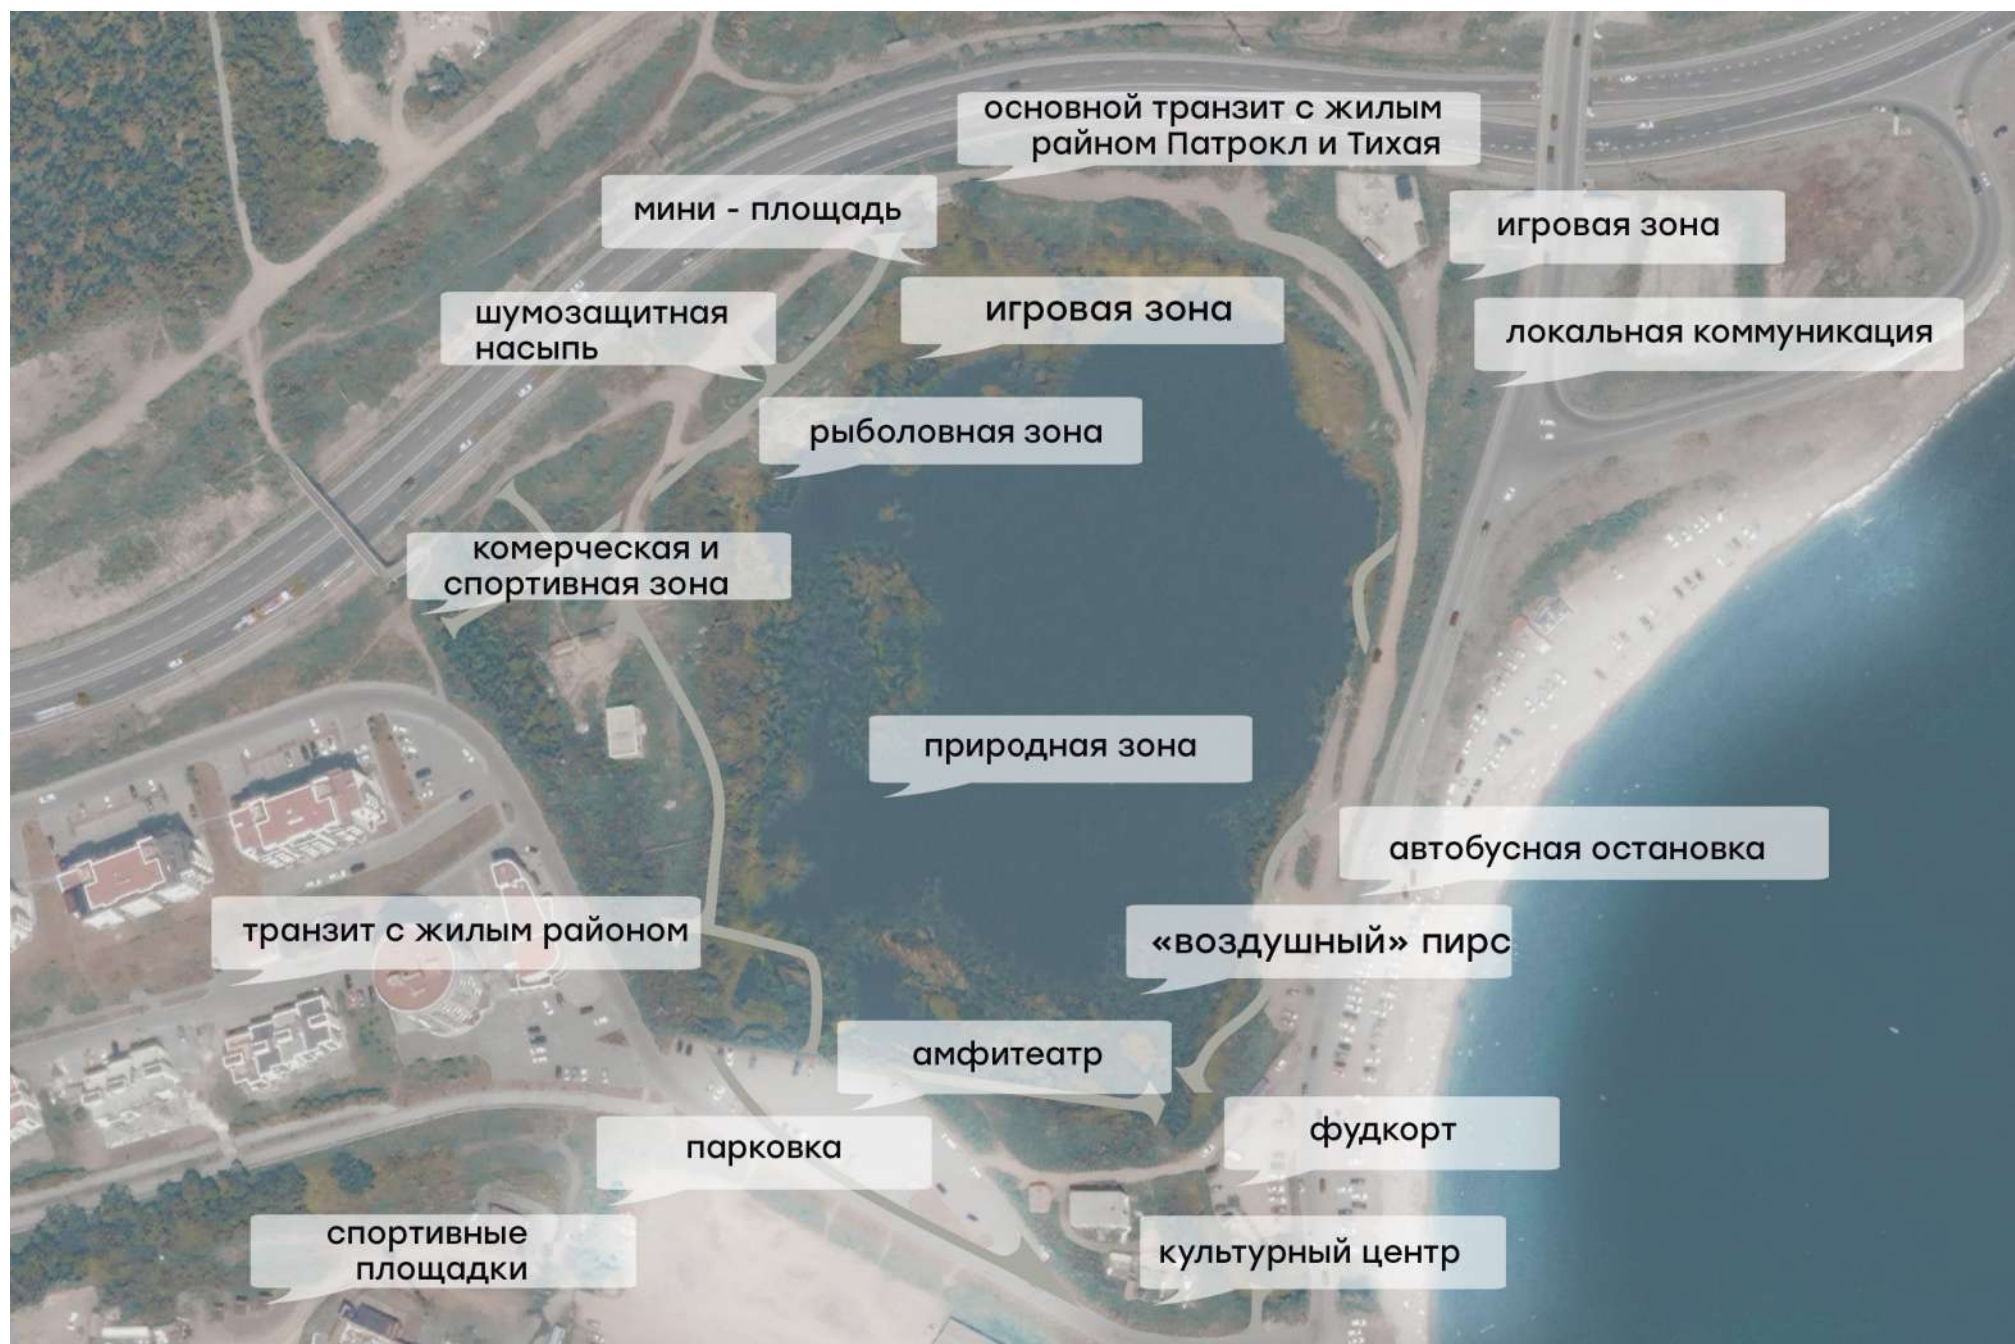 основной транзит с жилым
райном Патрокл и Тихая
мини - площадь
игровая зона
шумозащитная
насыпь
игровая зона
локальная коммуникация
рыболовная зона
комерческая и
спортивная зона
природная зона
автобусная остановка
транзит с жилым районом
«воздушный» пирс
амфитеатр
парковка
фудкорт
спортивные
площадки
культурный центр